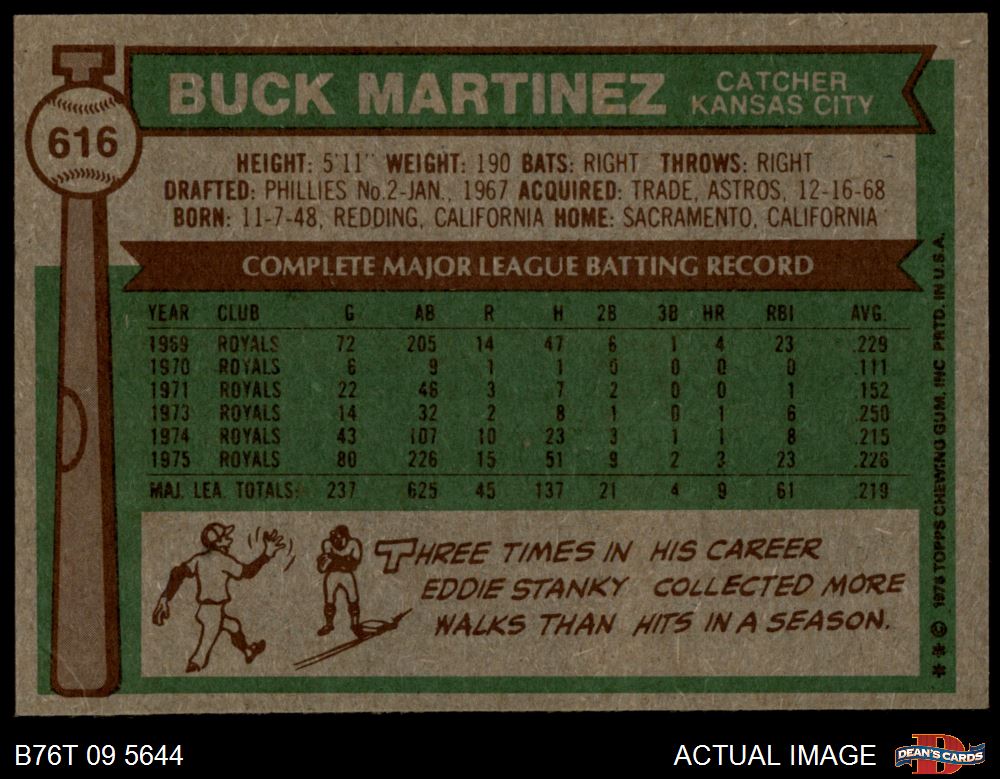 616
BUCK MARTINEZ
CATCHER
KANSAS CITY
HEIGHT: 5'11" WEIGHT: 190 BATS: RIGHT THROWS: RIGHT
DRAFTED: PHILLIES No.2-JAN., 1967 ACQUIRED: TRADE, ASTROS, 12-16-68
BORN: 11-7-48, REDDING, CALIFORNIA HOME: SACRAMENTO, CALIFORNIA
COMPLETE MAJOR LEAGUE BATTING RECORD
YEAR CLUB G AB R H 2B 3B HR RBI AVG.
1969 ROYALS 72 205 14 47 6 1 4 23 .229
1970 ROYALS 6 9 1 1 0 0 0 0 .111
1971 ROYALS 22 46 3 7 2 0 0 1 .152
1973 ROYALS 14 32 2 8 1 0 1 6 .250
1974 ROYALS 43 107 10 23 3 1 1 8 .215
1975 ROYALS 80 226 15 51 9 2 3 23 .226
MAJ. LEA. TOTALS: 237 625 45 137 21 4 9 61 .219
THREE TIMES IN HIS CAREER
EDDIE STANKY COLLECTED MORE
WALKS THAN HITS IN A SEASON.
** © 1976 TOPPS CHEWING GUM, INC PRTD. IN U.S.A.
B76T 09 5644
ACTUAL IMAGE
D
DEAN'S CARDS